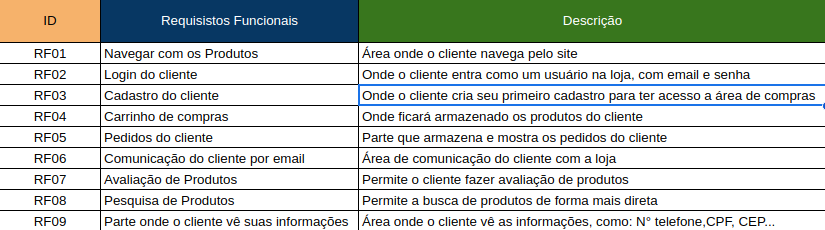 ID Requisistos Funcionais Descrição
RF01 Navegar com os Produtos Área onde o cliente navega pelo site
RF02 Login do cliente Onde o cliente entra como um usuário na loja, com email e senha
RF03 Cadastro do cliente Onde o cliente cria seu primeiro cadastro para ter acesso a área de compras
RF04 Carrinho de compras Onde ficará armazenado os produtos do cliente
RF05 Pedidos do cliente Parte que armazena e mostra os pedidos do cliente
RF06 Comunicação do cliente por email Área de comunicação do cliente com a loja
RF07 Avaliação de Produtos Permite o cliente fazer avaliação de produtos
RF08 Pesquisa de Produtos Permite a busca de produtos de forma mais direta
RF09 Parte onde o cliente vê suas informações Área onde o cliente vê as informações, como: N° telefone,CPF, CEP...